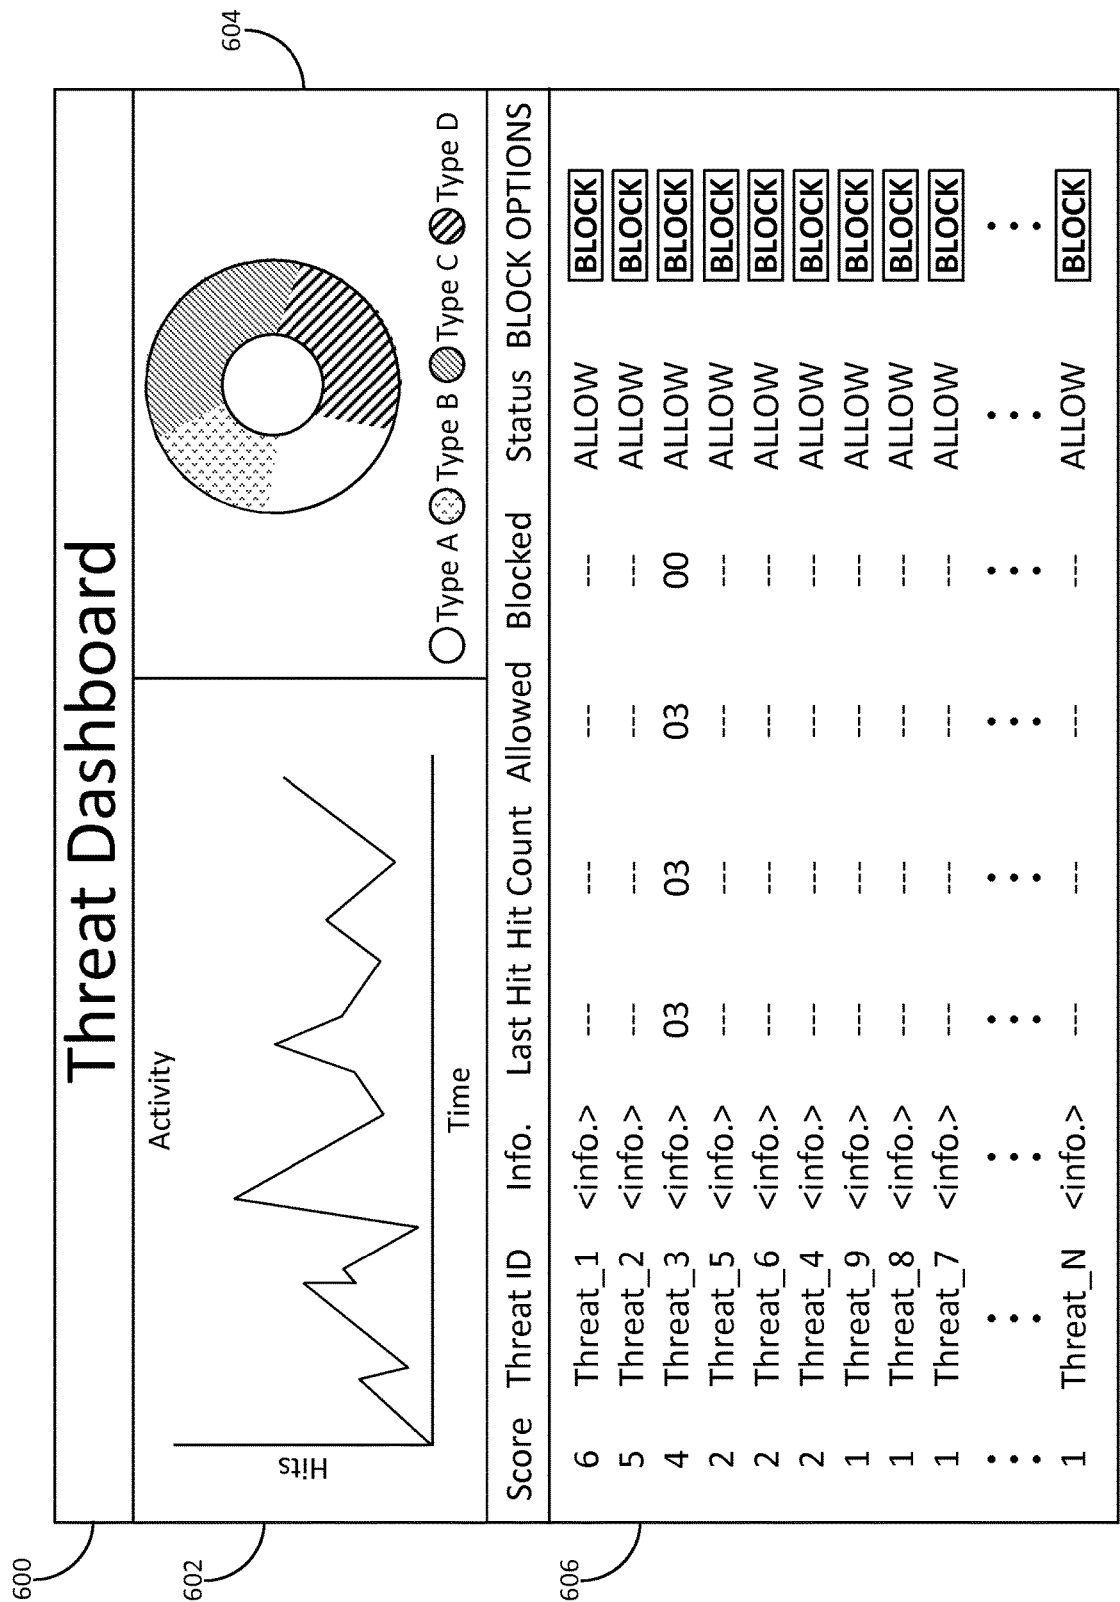 600
Threat Dashboard
602
Activity
Hits
Time
604
Type A Type B Type C Type D
606
Score Threat ID Info. Last Hit Hit Count Allowed Blocked Status BLOCK OPTIONS
6 Threat_1 <info.> --- --- --- --- ALLOW BLOCK
5 Threat_2 <info.> --- --- --- --- ALLOW BLOCK
4 Threat_3 <info.> 03 03 03 00 ALLOW BLOCK
2 Threat_5 <info.> --- --- --- --- ALLOW BLOCK
2 Threat_6 <info.> --- --- --- --- ALLOW BLOCK
2 Threat_4 <info.> --- --- --- --- ALLOW BLOCK
1 Threat_9 <info.> --- --- --- --- ALLOW BLOCK
1 Threat_8 <info.> --- --- --- --- ALLOW BLOCK
1 Threat_7 <info.> --- --- --- --- ALLOW BLOCK
••• ••• ••• ••• ••• ••• ••• ••• •••
1 Threat_N <info.> --- --- --- --- ALLOW BLOCK